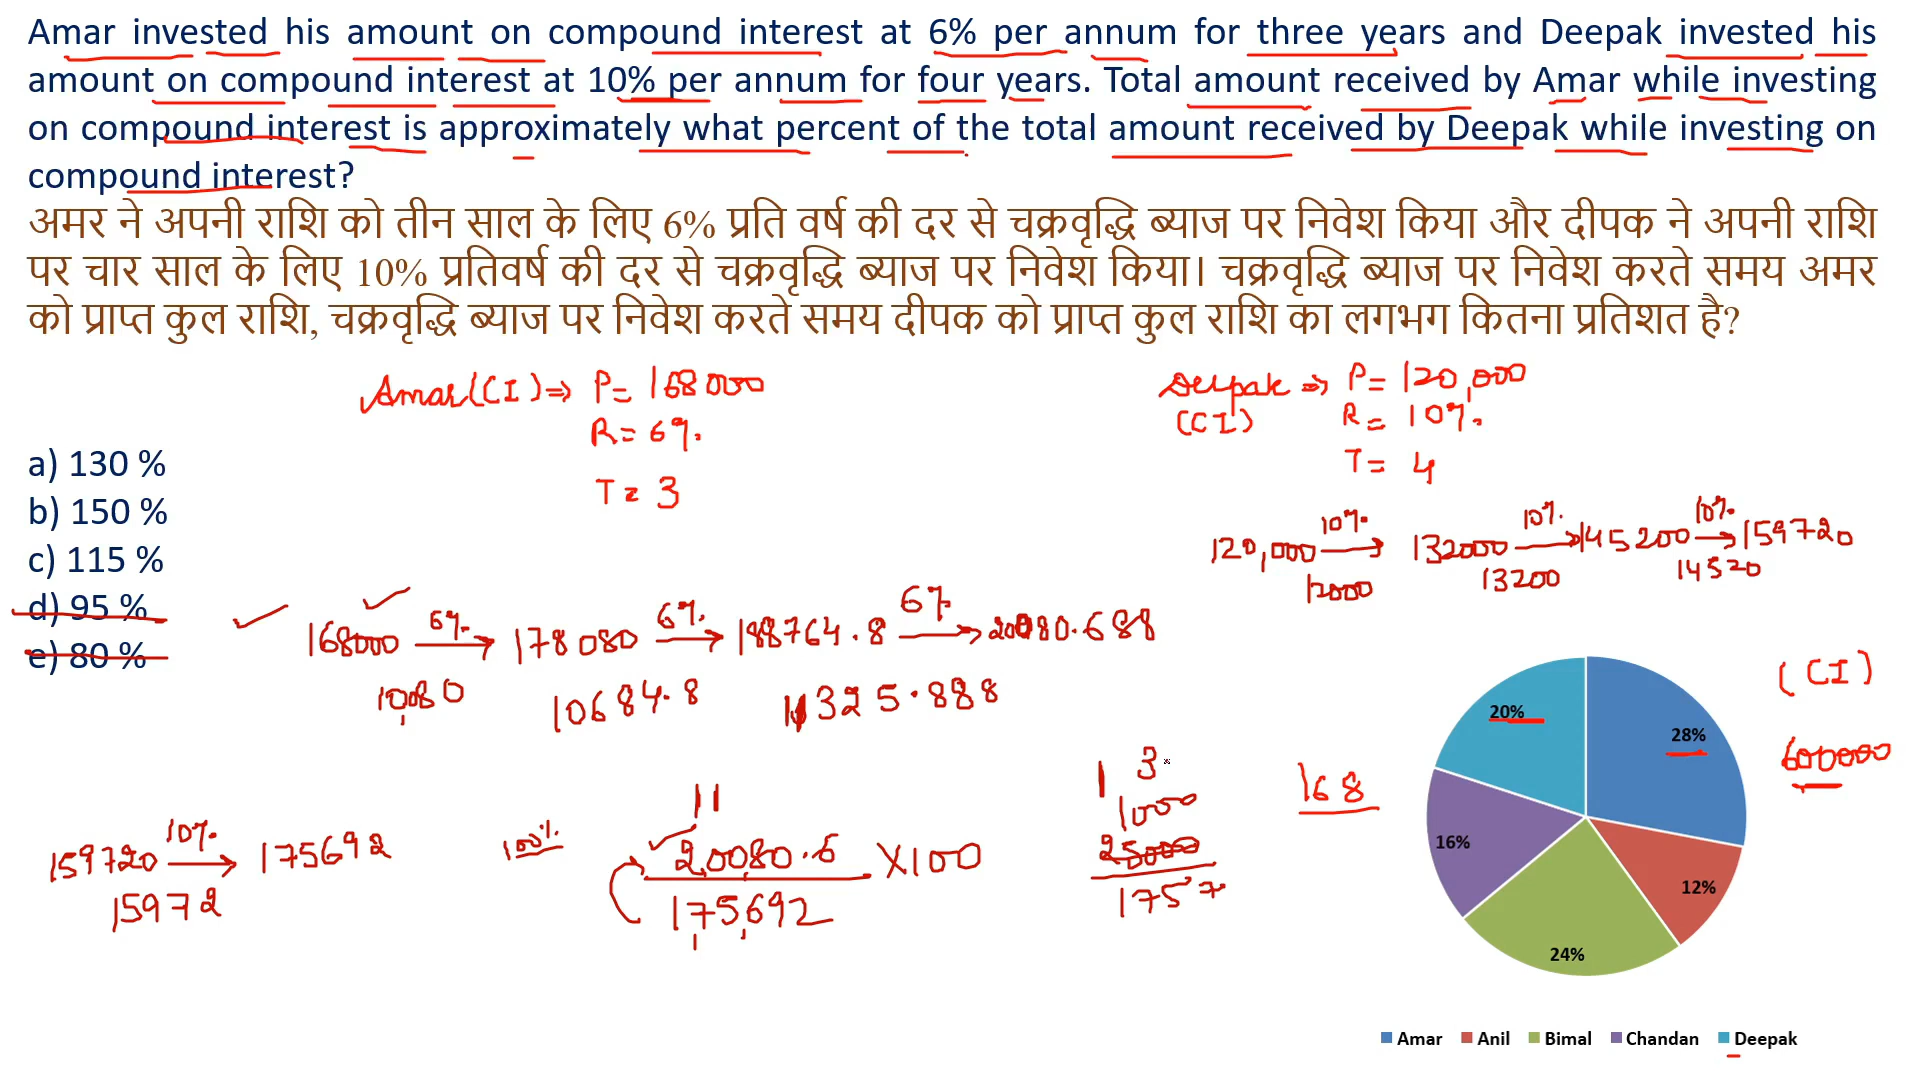 Amar invested his amount on compound interest at 6% per annum for three years and Deepak invested his
amount on compound interest at 10% per annum for four years. Total amount received by Amar while investing
on compound interest is approximately what percent of the total amount received by Deepak while investing on
compound interest?
अमर ने अपनी राशि को तीन साल के लिए 6% प्रति वर्ष की दर से चक्रवृद्धि ब्याज पर निवेश किया और दीपक ने अपनी राशि
पर चार साल के लिए 10% प्रतिवर्ष की दर से चक्रवृद्धि ब्याज पर निवेश किया। चक्रवृद्धि ब्याज पर निवेश करते समय अमर
को प्राप्त कुल राशि, चक्रवृद्धि ब्याज पर निवेश करते समय दीपक को प्राप्त कुल राशि का लगभग कितना प्रतिशत है?
Amar(CI)⇒ P= 168000
R= 6%.
T= 3
Deepak ⇒ P= 120,000
(CI) R= 10%.
T= 4
a) 130 %
b) 150 %
c) 115 %
d) 95 %
e) 80 %
10% 10% 10%
120,000 → 132000 → 145200 → 159720
12000 13200 14520
6% 6% 6%
168000 → 178080 → 188764.8 → 200080.688
10080 10684.8 11325.888
(CI)
600000
20%
28%
16%
12%
24%
10%
159720 → 175692
15972
100%
11
20080.6 X100
175,692
1 3
1000
25000
1757
168
Amar Anil Bimal Chandan Deepak